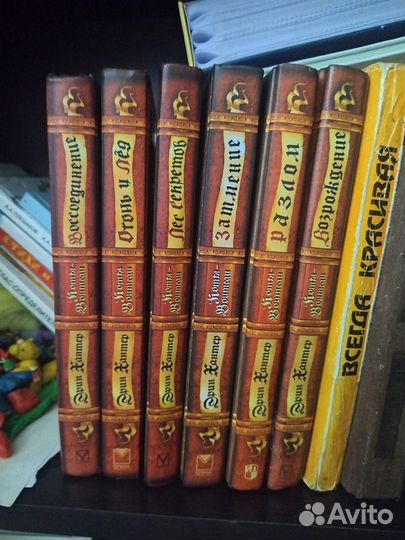 Эрин Хантер
Коты-Воители
Воссоединение
Эрин Хантер
Коты-Воители
Огонь и Лёд
Эрин Хантер
Коты-Воители
Лес Секретов
Эрин Хантер
Коты-Воители
Затмение
Эрин Хантер
Коты-Воители
Разлом
Эрин Хантер
Коты-Воители
Возрождение
ВСЕГДА КРАСИВАЯ
Avito